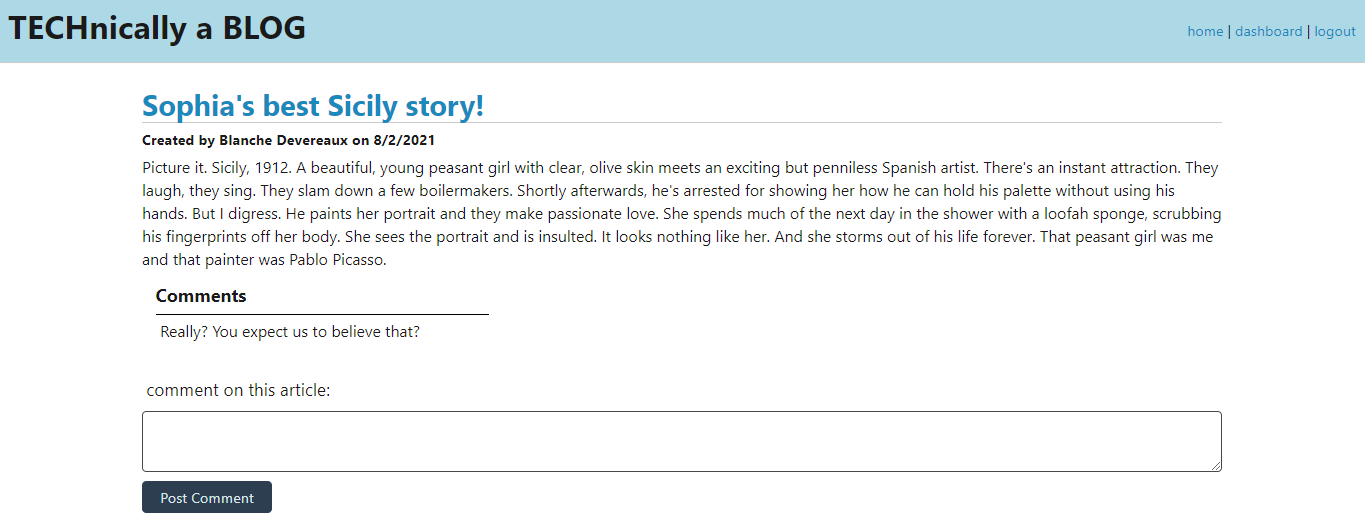 TECHnically a BLOG
home | dashboard | logout
Sophia's best Sicily story!
Created by Blanche Devereaux on 8/2/2021
Picture it. Sicily, 1912. A beautiful, young peasant girl with clear, olive skin meets an exciting but penniless Spanish artist. There's an instant attraction. They
laugh, they sing. They slam down a few boilermakers. Shortly afterwards, he's arrested for showing her how he can hold his palette without using his
hands. But I digress. He paints her portrait and they make passionate love. She spends much of the next day in the shower with a loofah sponge, scrubbing
his fingerprints off her body. She sees the portrait and is insulted. It looks nothing like her. And she storms out of his life forever. That peasant girl was me
and that painter was Pablo Picasso.
Comments
Really? You expect us to believe that?
comment on this article:
Post Comment